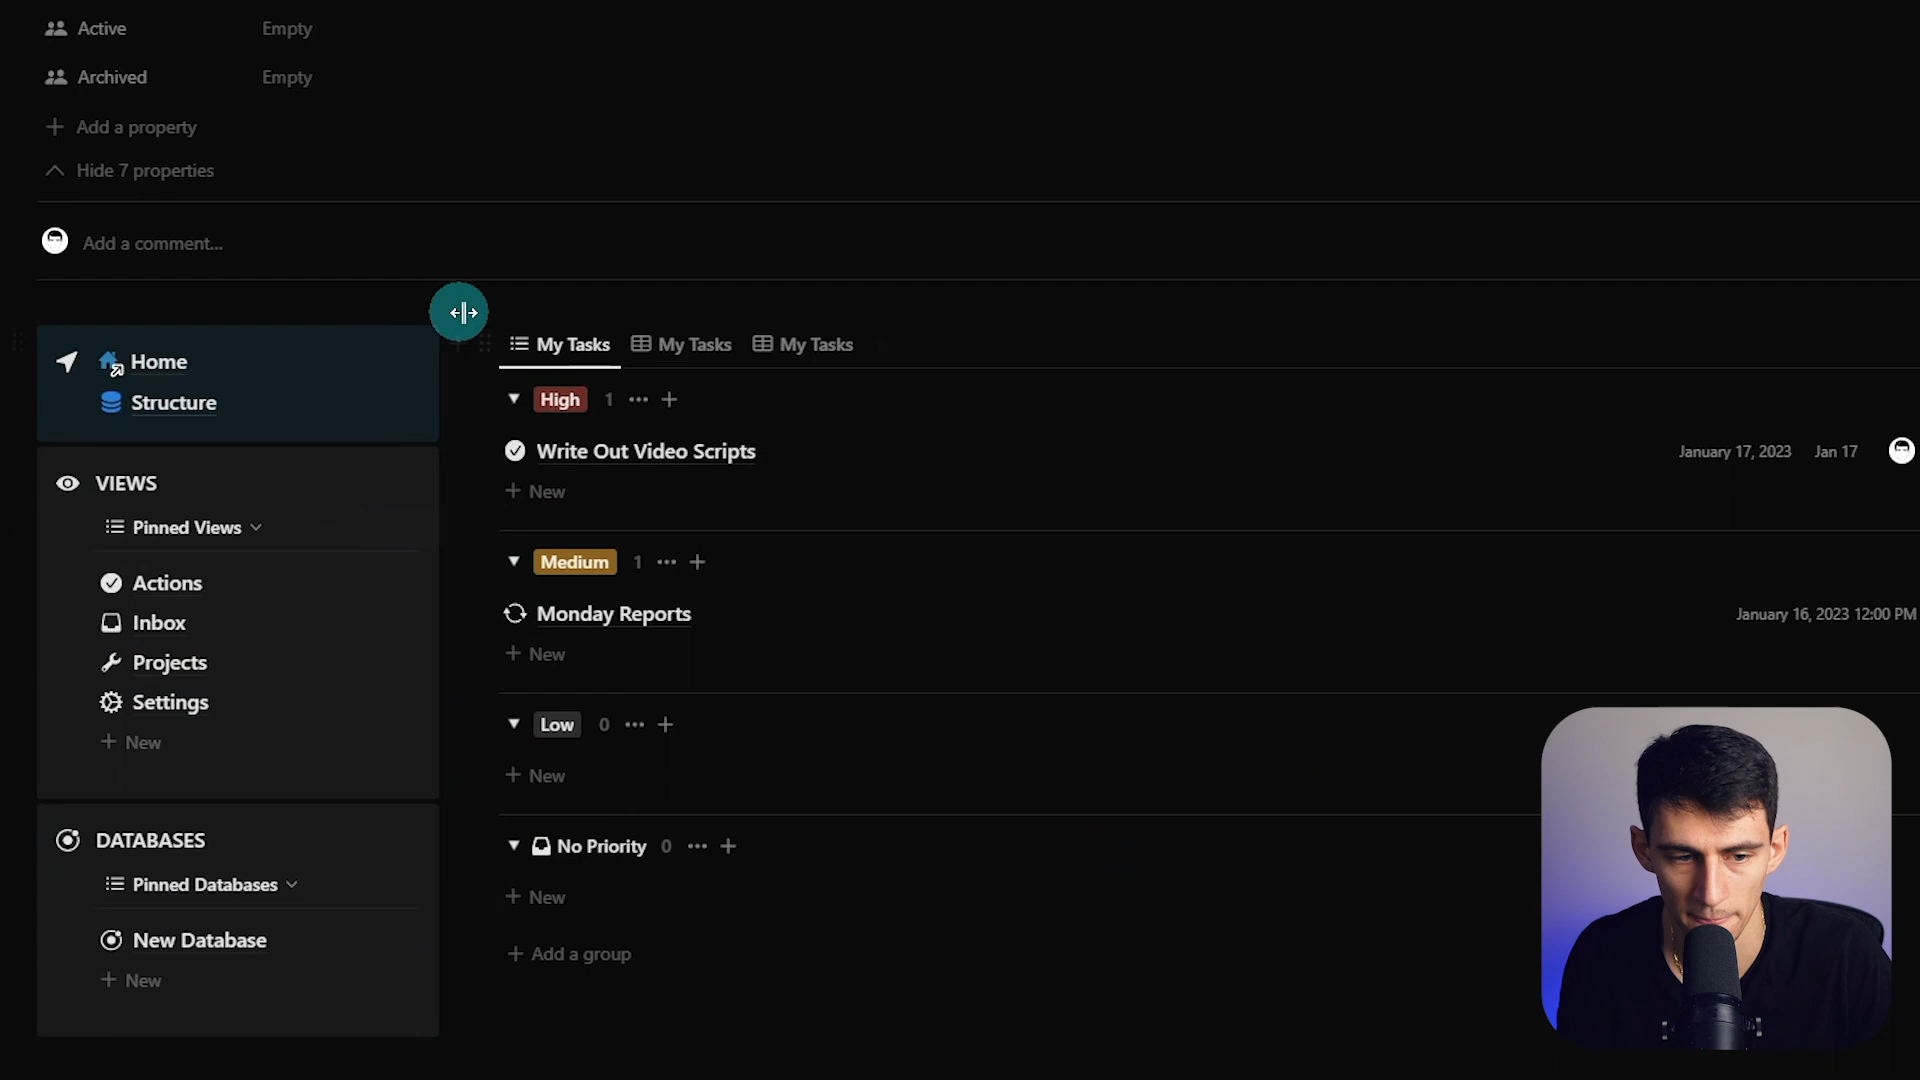 Active Empty
Archived Empty
Add a property
Hide 7 properties
Add a comment...
Home
Structure
VIEWS
Pinned Views
Actions
Inbox
Projects
Settings
New
DATABASES
Pinned Databases
New Database
New
My Tasks My Tasks My Tasks
High 1
Write Out Video Scripts January 17, 2023 Jan 17
New
Medium 1
Monday Reports January 16, 2023 12:00 PM
New
Low 0
New
No Priority 0
New
Add a group